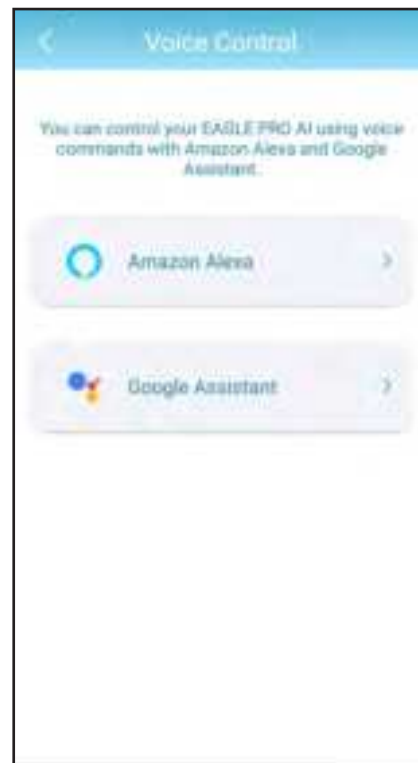 Voice Control
You can control your EAGLE PRO AI using voice
commands with Amazon Alexa and Google
Assistant.
Amazon Alexa
Google Assistant